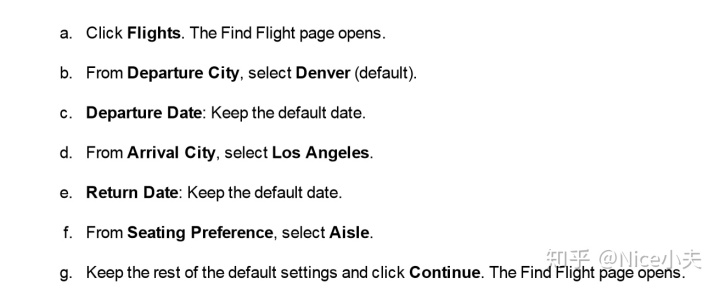 a. Click Flights. The Find Flight page opens.
b. From Departure City, select Denver (default).
c. Departure Date: Keep the default date.
d. From Arrival City, select Los Angeles.
e. Return Date: Keep the default date.
f. From Seating Preference, select Aisle.
g. Keep the rest of the default settings and click Continue. The Find Flight page opens.
知乎 @Nice小夫